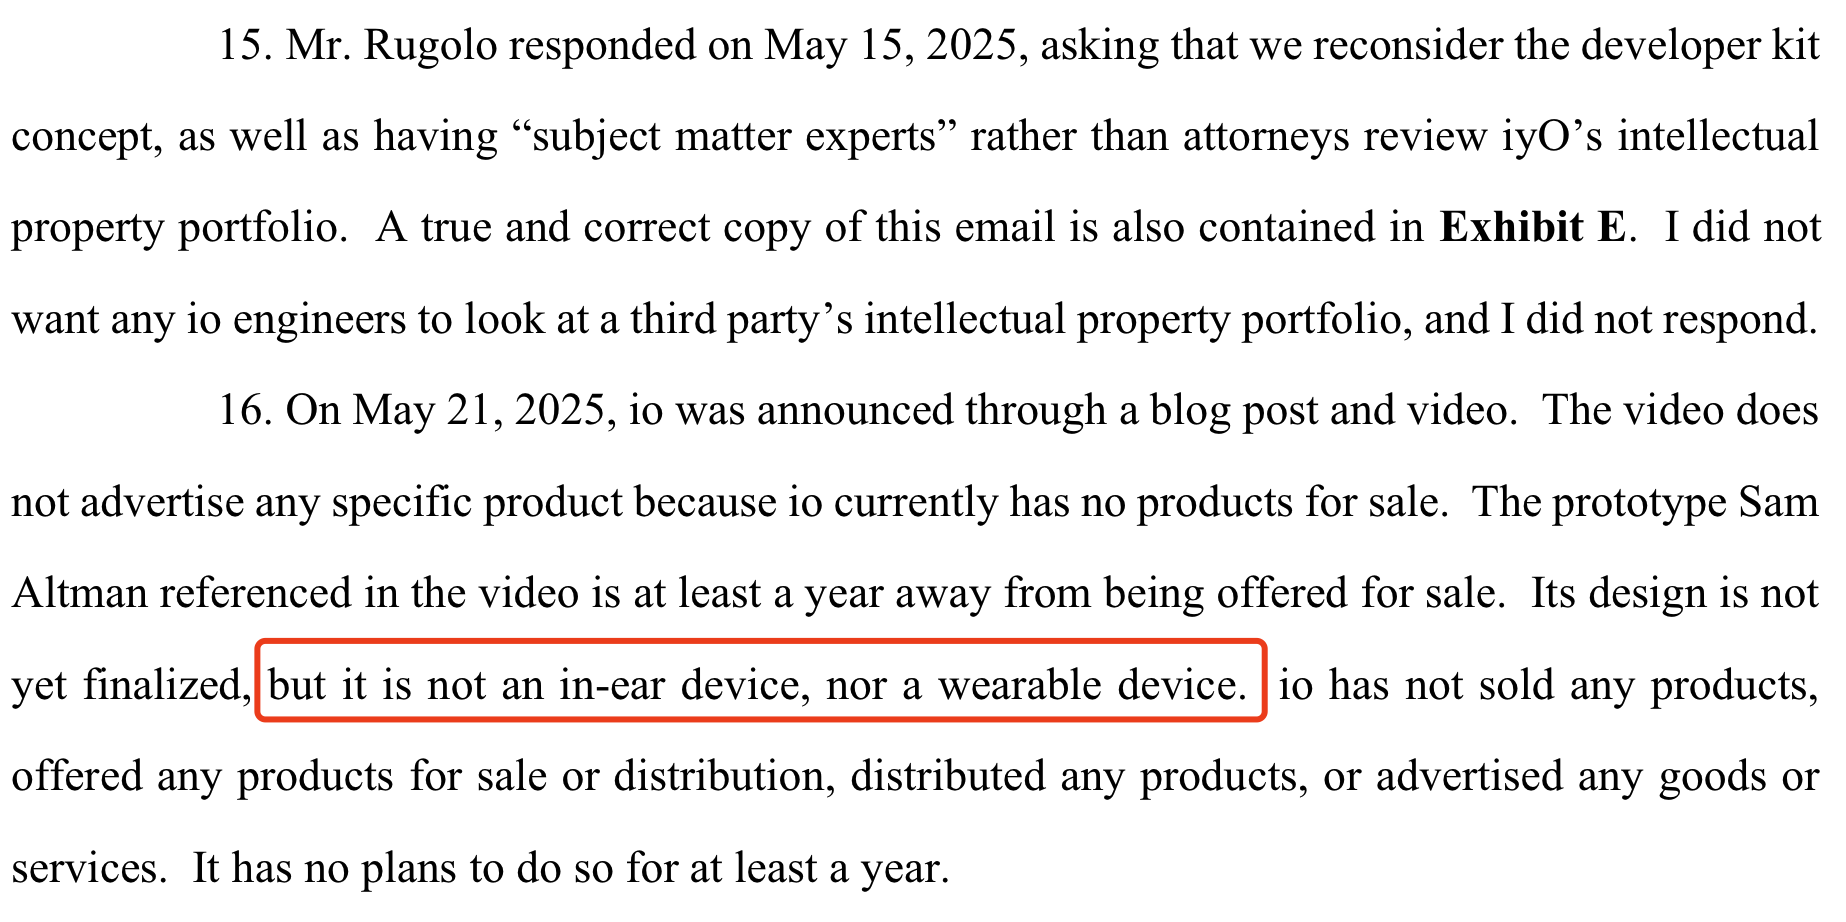 15. Mr. Rugolo responded on May 15, 2025, asking that we reconsider the developer kit
concept, as well as having “subject matter experts” rather than attorneys review iyO’s intellectual
property portfolio.  A true and correct copy of this email is also contained in Exhibit E.  I did not
want any io engineers to look at a third party’s intellectual property portfolio, and I did not respond.
16. On May 21, 2025, io was announced through a blog post and video.  The video does
not advertise any specific product because io currently has no products for sale.  The prototype Sam
Altman referenced in the video is at least a year away from being offered for sale.  Its design is not
yet finalized, but it is not an in-ear device, nor a wearable device.  io has not sold any products,
offered any products for sale or distribution, distributed any products, or advertised any goods or
services.  It has no plans to do so for at least a year.